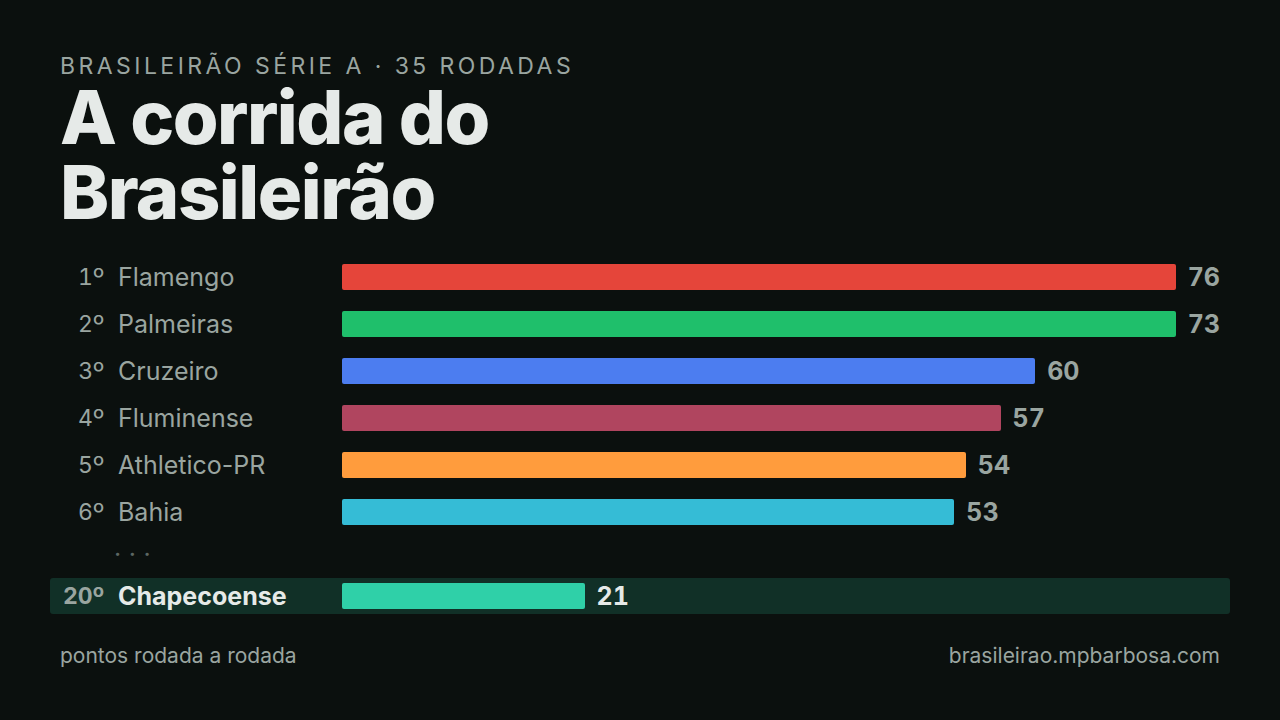 BRASILEIRÃO SÉRIE A · 35 RODADAS
A corrida do
Brasileirão
1º Flamengo 76
2º Palmeiras 73
3º Cruzeiro 60
4º Fluminense 57
5º Athletico-PR 54
6º Bahia 53
···
20º Chapecoense 21
pontos rodada a rodada brasileirao.mpbarbosa.com